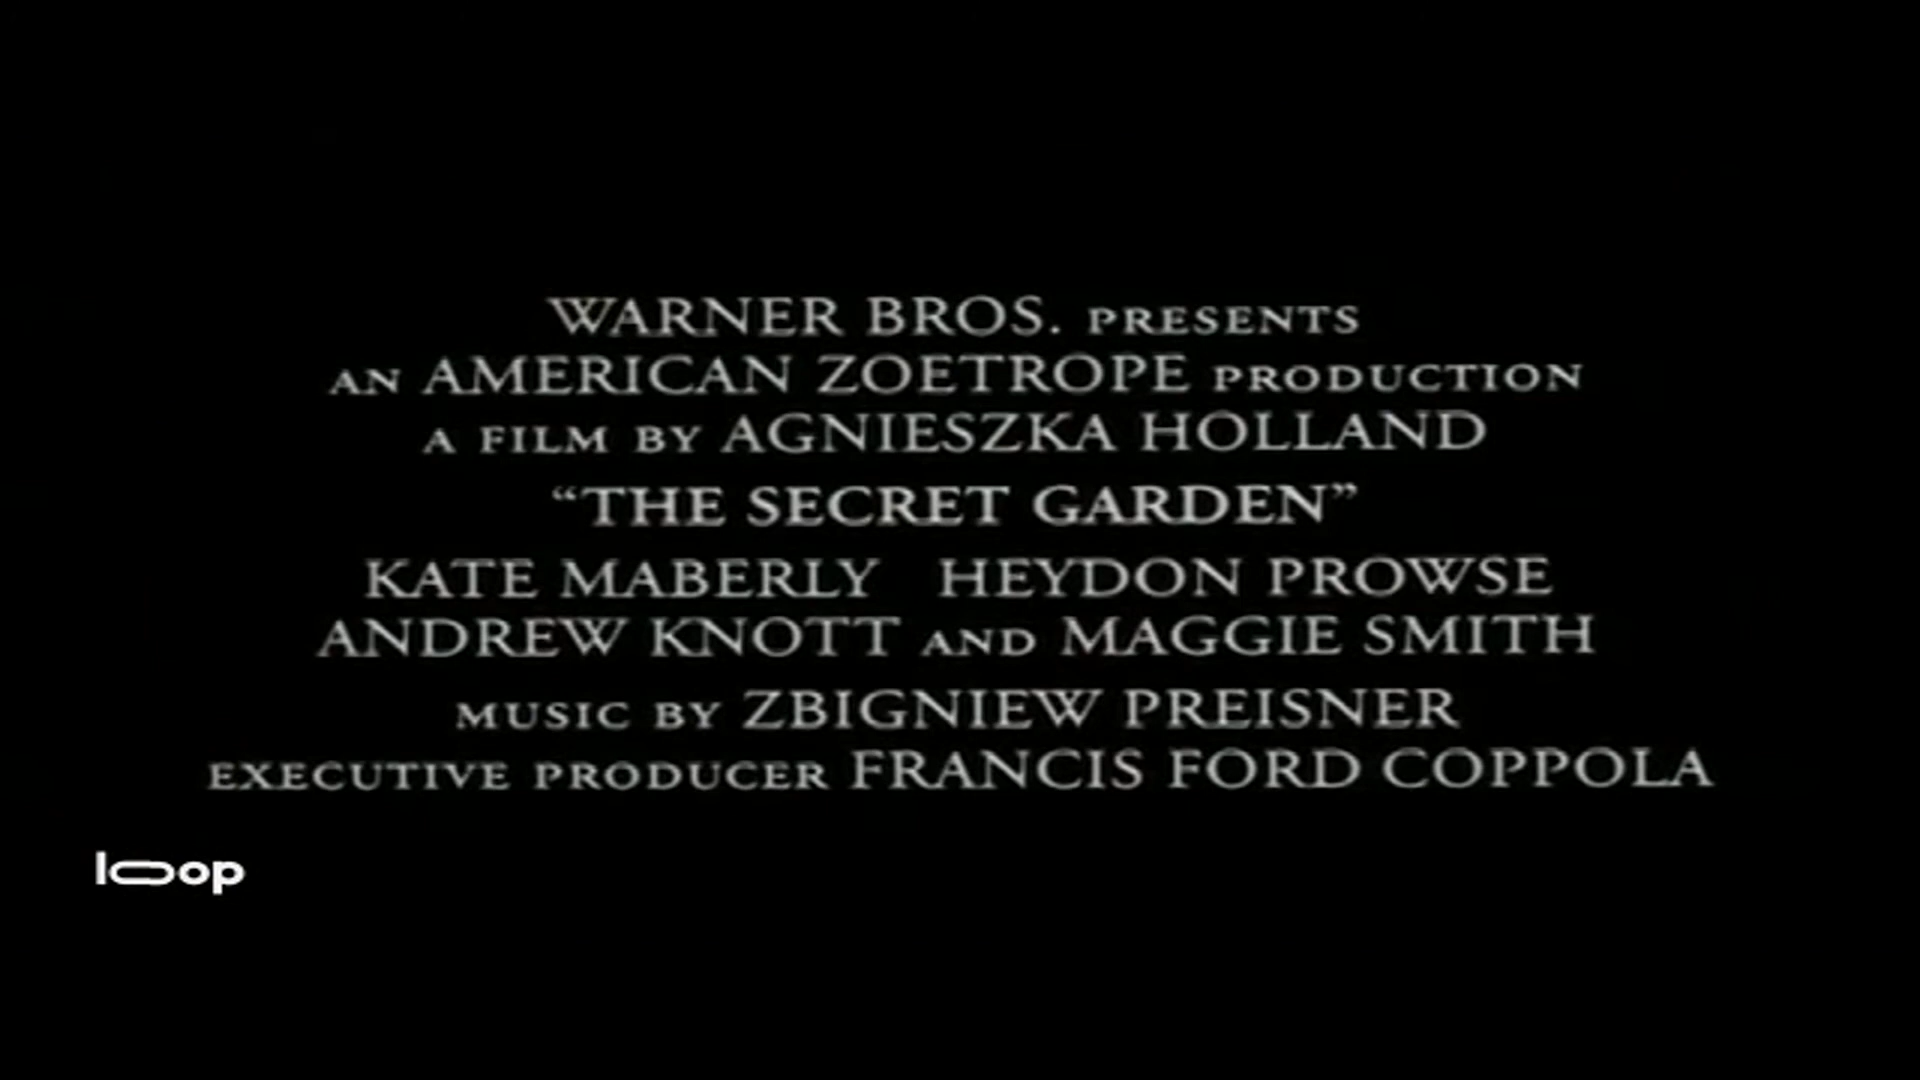 WARNER BROS. PRESENTS
AN AMERICAN ZOETROPE PRODUCTION
A FILM BY AGNIESZKA HOLLAND
“THE SECRET GARDEN”
KATE MABERLY HEYDON PROWSE
ANDREW KNOTT AND MAGGIE SMITH
MUSIC BY ZBIGNIEW PREISNER
EXECUTIVE PRODUCER FRANCIS FORD COPPOLA
loop